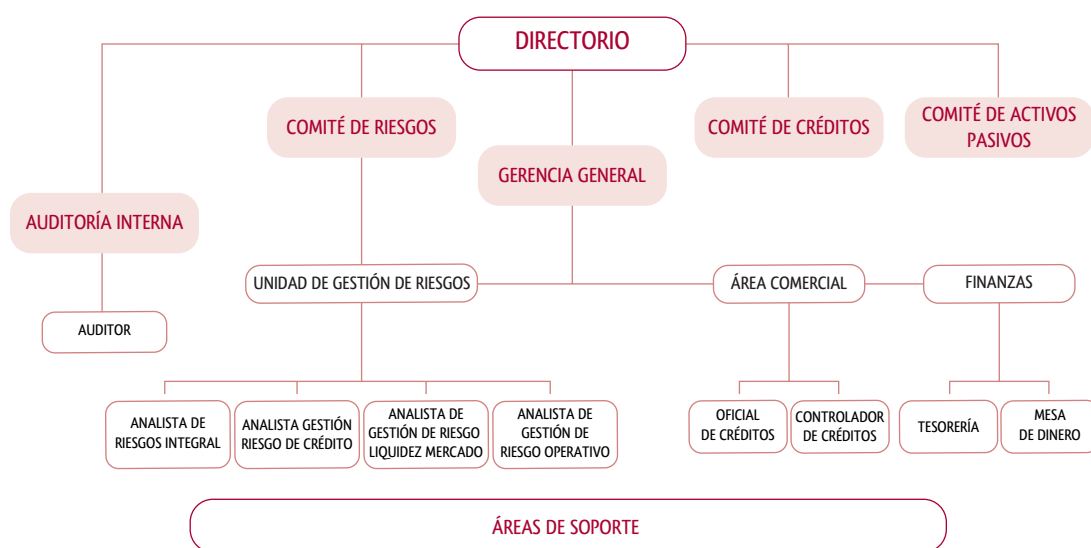 DIRECTORIO
COMITÉ DE RIESGOS
COMITÉ DE CRÉDITOS
COMITÉ DE ACTIVOS
PASIVOS
GERENCIA GENERAL
AUDITORÍA INTERNA
UNIDAD DE GESTIÓN DE RIESGOS
ÁREA COMERCIAL
FINANZAS
AUDITOR
ANALISTA DE
RIESGOS INTEGRAL
ANALISTA GESTIÓN
RIESGO DE CRÉDITO
ANALISTA DE
GESTIÓN DE RIESGO
LIQUIDEZ MERCADO
ANALISTA DE
GESTIÓN DE
RIESGO OPERATIVO
OFICIAL
DE CRÉDITOS
CONTROLADOR
DE CRÉDITOS
TESORERÍA
MESA
DE DINERO
ÁREAS DE SOPORTE